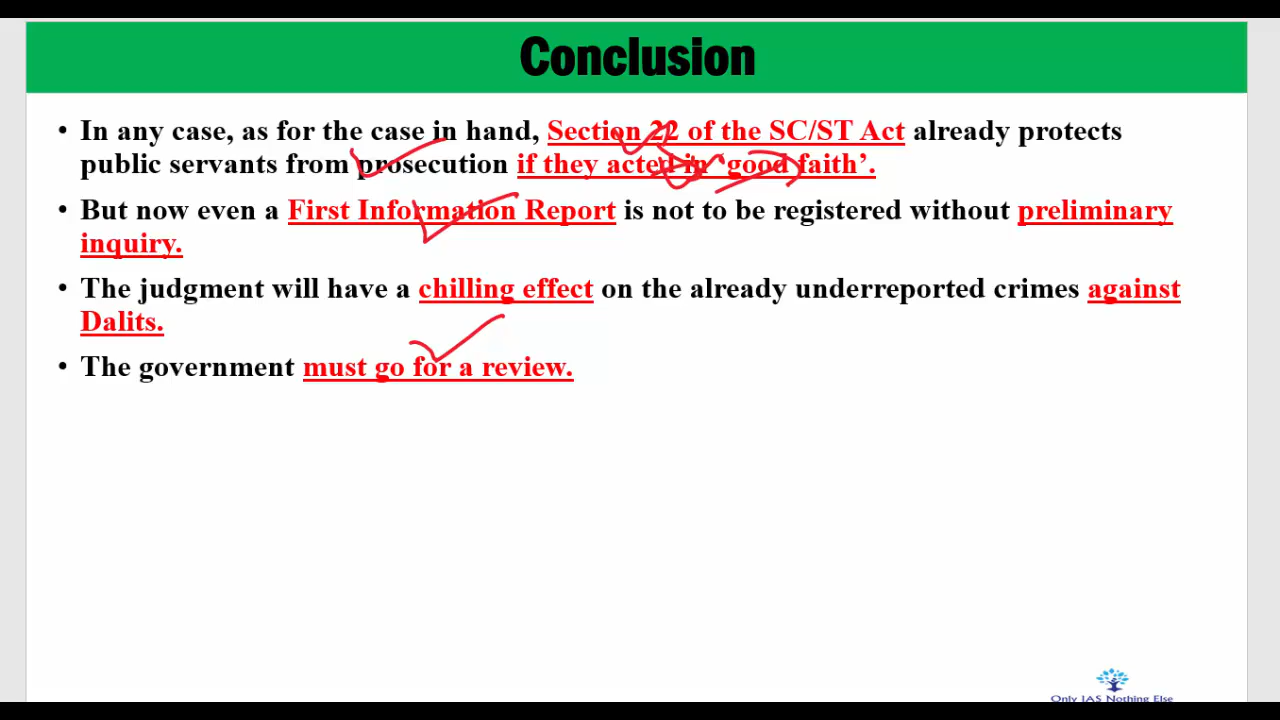 Conclusion
• In any case, as for the case in hand, Section 22 of the SC/ST Act already protects
public servants from prosecution if they acted in ‘good faith’.
• But now even a First Information Report is not to be registered without preliminary
inquiry.
• The judgment will have a chilling effect on the already underreported crimes against
Dalits.
• The government must go for a review.
Only IAS Nothing Else